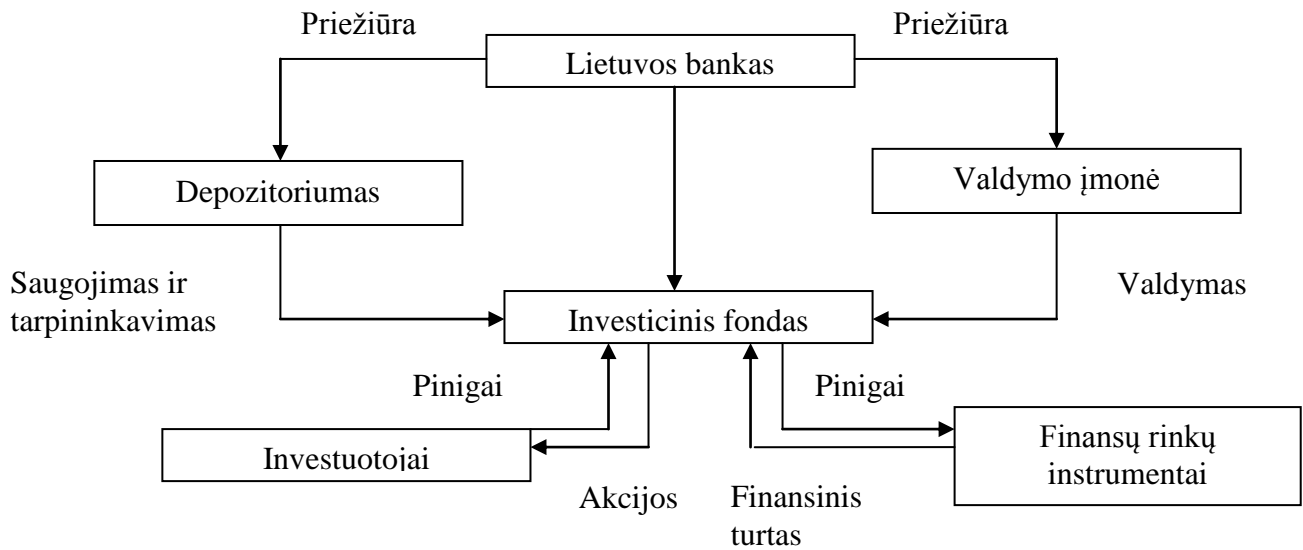 Priežiūra
Priežiūra
Lietuvos bankas
Depozitoriumas
Valdymo įmonė
Saugojimas ir
tarpininkavimas
Valdymas
Investicinis fondas
Pinigai
Pinigai
Investuotojai
Finansų rinkų
instrumentai
Akcijos
Finansinis
turtas